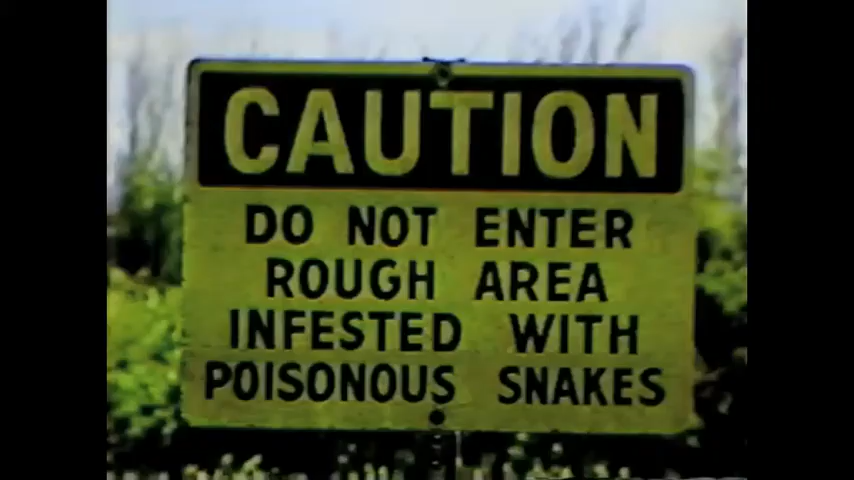 CAUTION
DO NOT ENTER
ROUGH AREA
INFESTED WITH
POISONOUS SNAKES